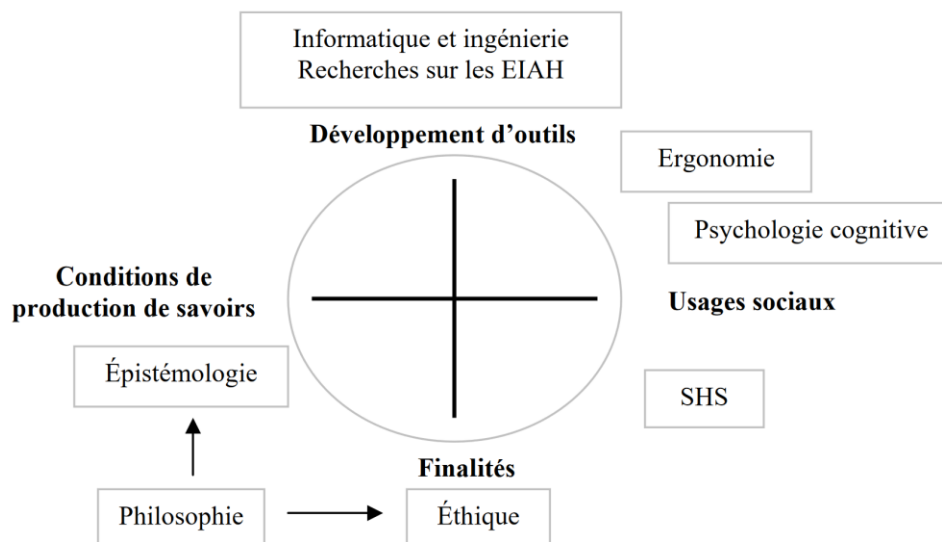 Informatique et ingénierie
Recherches sur les EIAH
Développement d’outils
Ergonomie
Psychologie cognitive
Conditions de
production de savoirs
Usages sociaux
Épistémologie
SHS
Finalités
Philosophie
Éthique